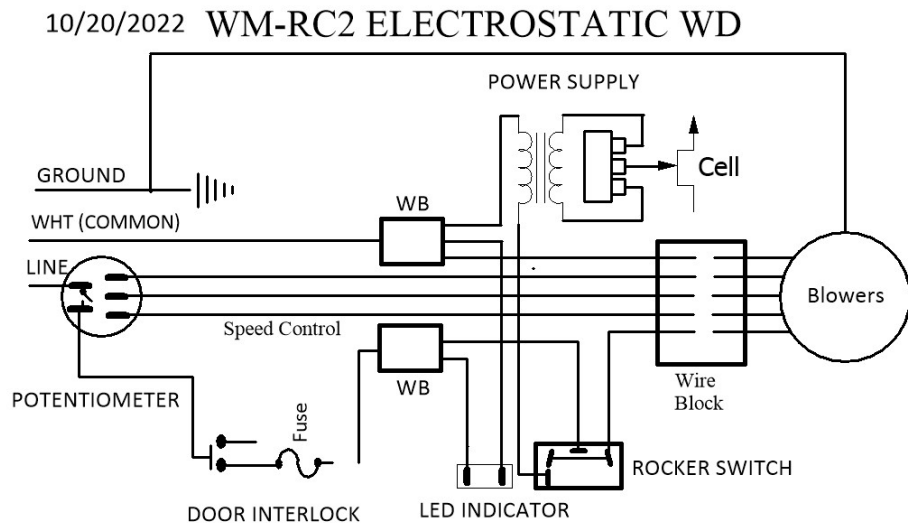 10/20/2022 WM-RC2 ELECTROSTATIC WD
POWER SUPPLY
GROUND
Cell
WB
WHT (COMMON)
LINE
Blowers
Speed Control
WB
Wire
Block
POTENTIOMETER
Fuse
ROCKER SWITCH
DOOR INTERLOCK
LED INDICATOR